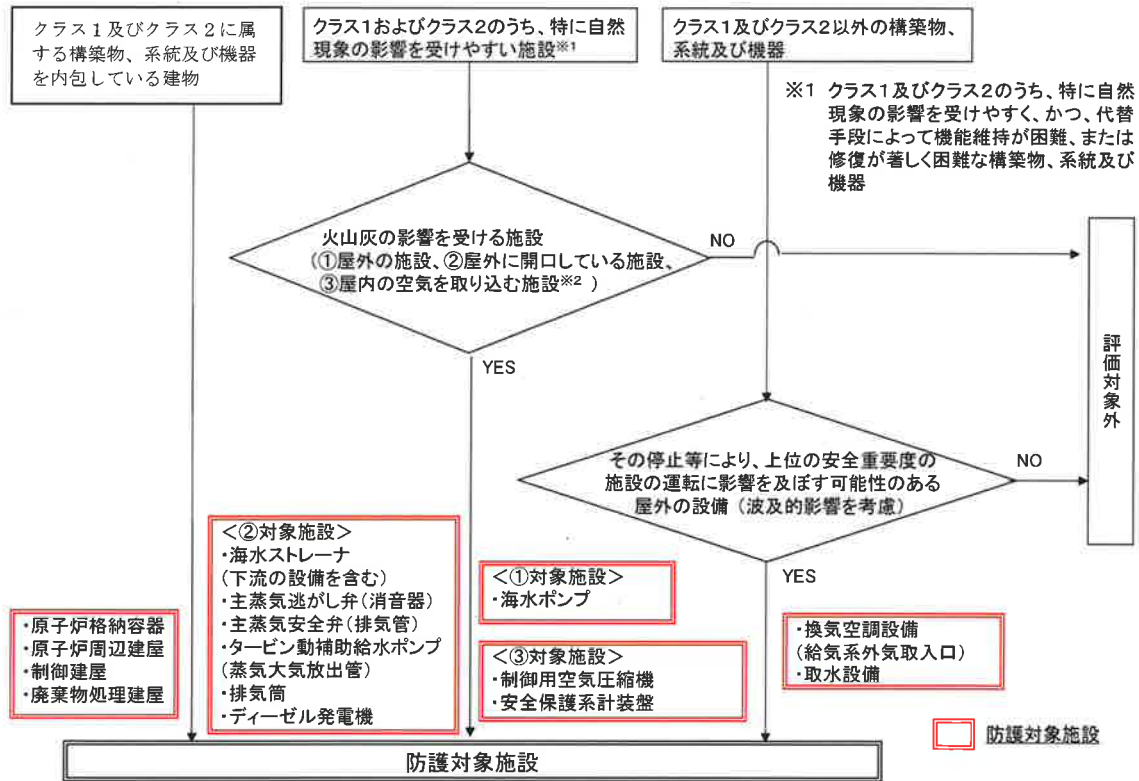 クラス1及びクラス2に属
する構築物、系統及び機器
を内包している建物
クラス1およびクラス2のうち、特に自然
現象の影響を受けやすい施設※1
クラス1及びクラス2以外の構築物、
系統及び機器
※1 クラス1及びクラス2のうち、特に自然
現象の影響を受けやすく、かつ、代替
手段によって機能維持が困難、または
修復が著しく困難な構築物、系統及び
機器
火山灰の影響を受ける施設
(①屋外の施設、②屋外に開口している施設、
③屋内の空気を取り込む施設※2 )
NO
YES
評価対象外
その停止等により、上位の安全重要度の
施設の運転に影響を及ぼす可能性のある
屋外の設備(波及的影響を考慮)
NO
YES
・原子炉格納容器
・原子炉周辺建屋
・制御建屋
・廃棄物処理建屋
<②対象施設>
・海水ストレーナ
(下流の設備を含む)
・主蒸気逃がし弁(消音器)
・主蒸気安全弁(排気管)
・タービン動補助給水ポンプ
(蒸気大気放出管)
・排気筒
・ディーゼル発電機
<①対象施設>
・海水ポンプ
<③対象施設>
・制御用空気圧縮機
・安全保護系計装盤
・換気空調設備
(給気系外気取入口)
・取水設備
防護対象施設
防護対象施設